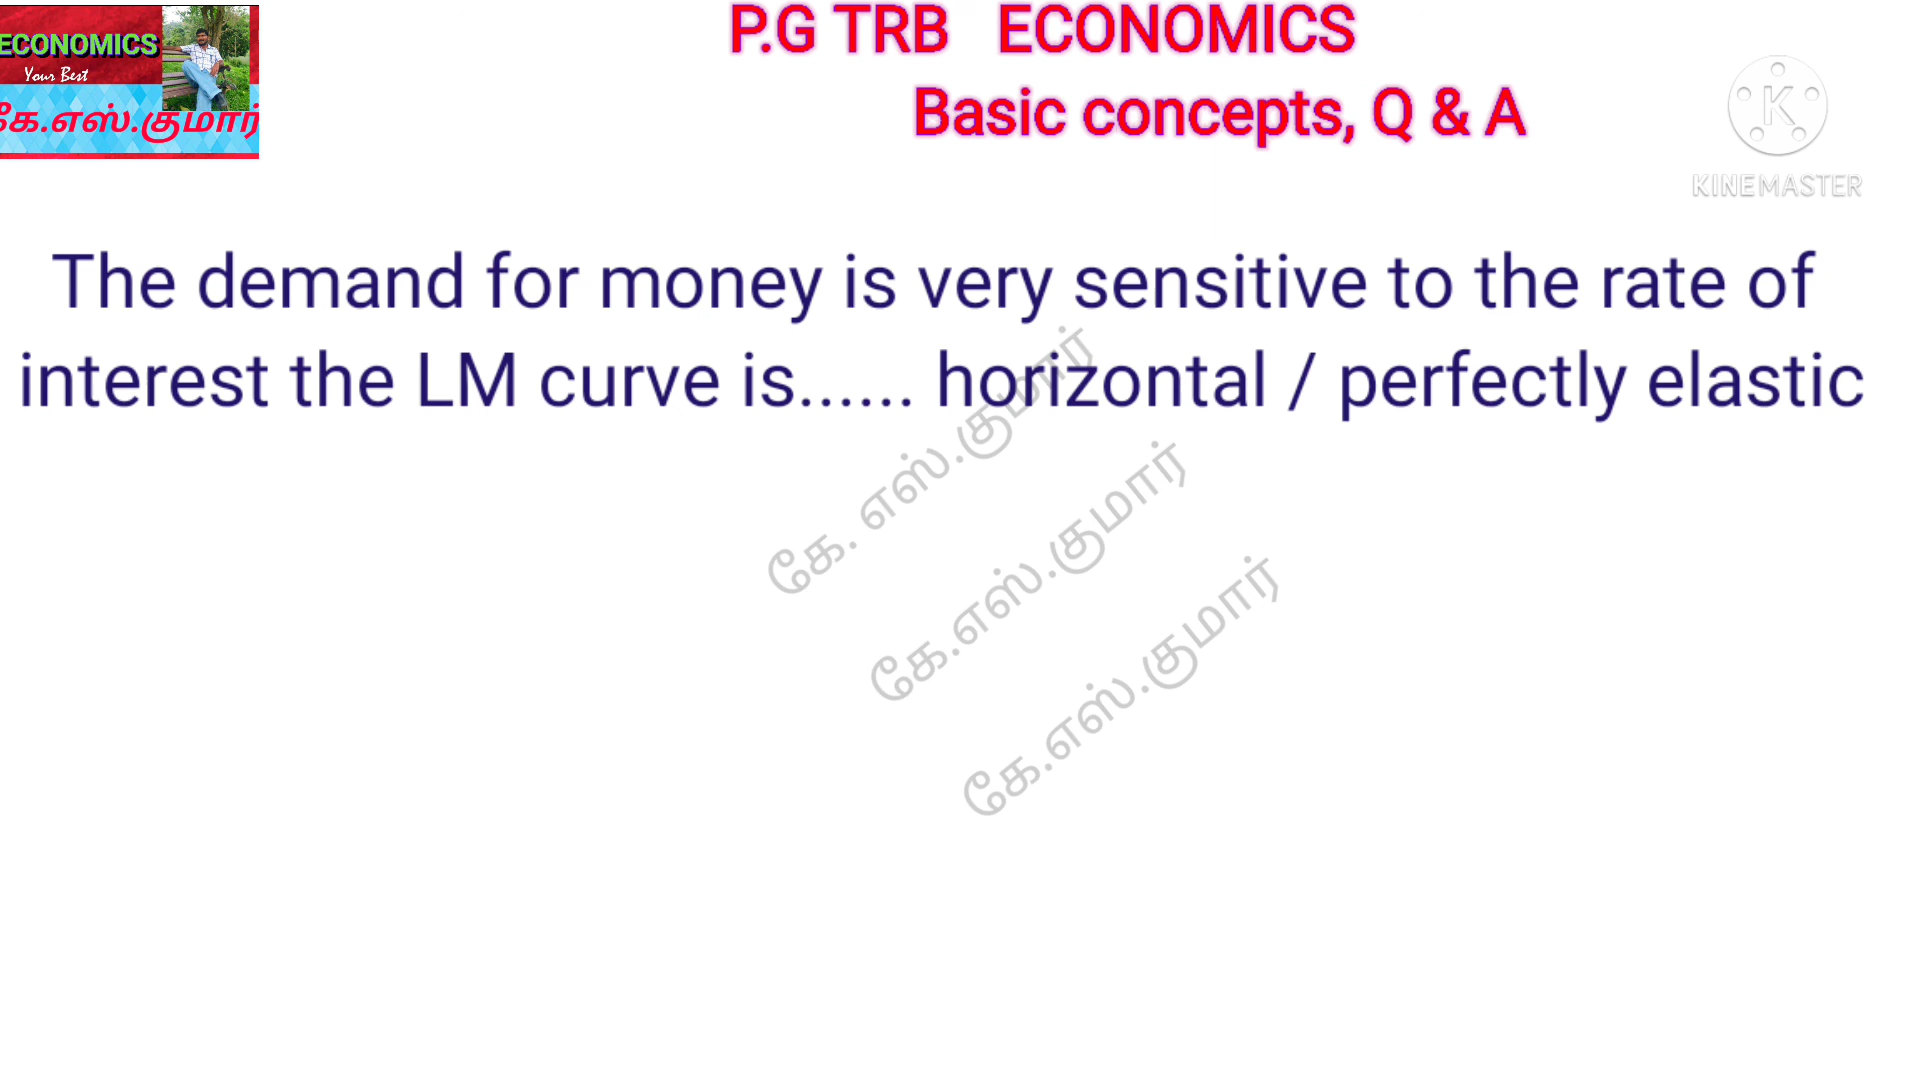 ECONOMICS
Your Best
கே.எஸ்.குமார்
P.G TRB ECONOMICS
Basic concepts, Q & A
K
KINEMASTER
The demand for money is very sensitive to the rate of
interest the LM curve is...... horizontal / perfectly elastic
கே. எஸ்.குமார்
கே.எஸ்.குமார்
கே.எஸ்.குமார்